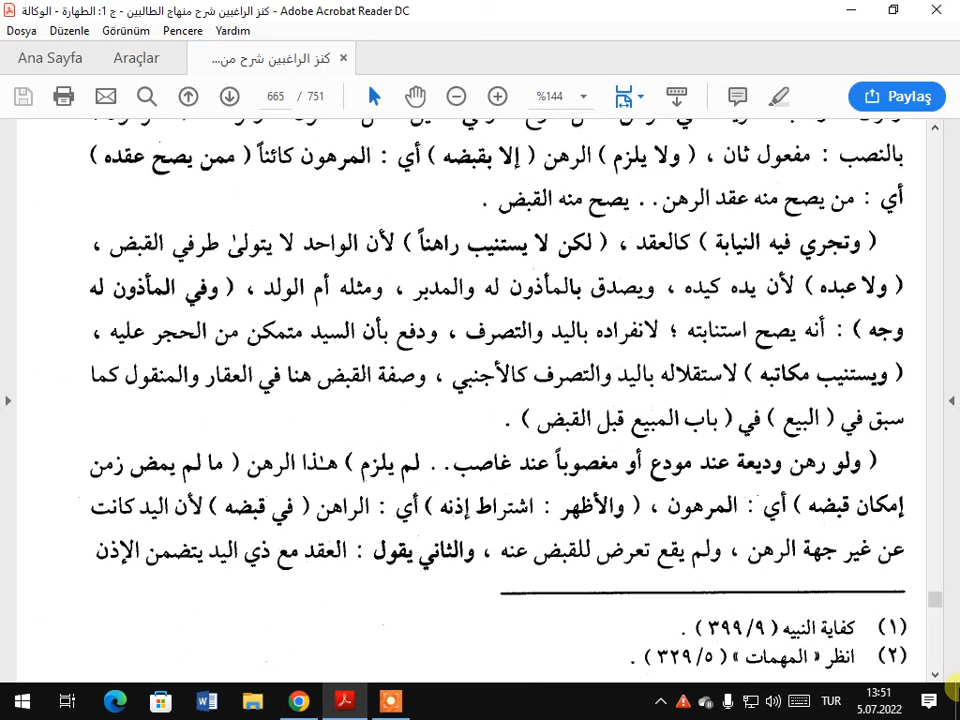 كنز الراغبين شرح منهاج الطالبين - ج 1: الطهارة - الوكالة - Adobe Acrobat Reader DC
Dosya Düzenle Görünüm Pencere Yardım
Ana Sayfa Araçlar كنز الراغبين شرح من...
665 / 751 %144 Paylaş
بالنصب : مفعول ثان ، ( ولا يلزم ) الرهن ( إلا بقبضه ) أي : المرهون كائناً ( ممن يصح عقده )
أي : من يصح منه عقد الرهن . . يصح منه القبض .
( وتجري فيه النيابة ) كالعقد ، ( لكن لا يستنيب راهناً ) لأن الواحد لا يتولىٰ طرفي القبض ،
( ولا عبده ) لأن يده كيده ، ويصدق بالمأذون له والمدبر ، ومثله أم الولد ، ( وفي المأذون له
وجه ) : أنه يصح استنابته ؛ لانفراده باليد والتصرف ، ودفع بأن السيد متمكن من الحجر عليه ،
( ويستنيب مكاتبه ) لاستقلاله باليد والتصرف كالأجنبي ، وصفة القبض هنا في العقار والمنقول كما
سبق في ( البيع ) في ( باب المبيع قبل القبض ) .
( ولو رهن وديعة عند مودع أو مغصوباً عند غاصب . . لم يلزم ) هـٰذا الرهن ( ما لم يمض زمن
إمكان قبضه ) أي : المرهون ، ( والأظهر : اشتراط إذنه ) أي : الراهن ( في قبضه ) لأن اليد كانت
عن غير جهة الرهن ، ولم يقع تعرض للقبض عنه ، والثاني يقول : العقد مع ذي اليد يتضمن الإذن
(١) كفاية النبيه ( ٣٩٩/٩ ) .
(٢) انظر « المهمات » ( ٣٢٩/٥ ) .
TUR 13:51
5.07.2022